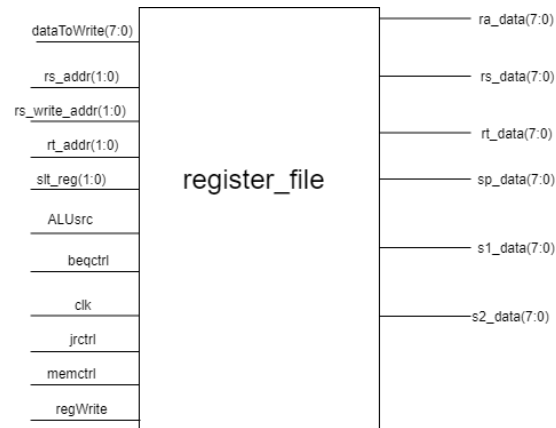 dataToWrite(7:0)
rs_addr(1:0)
rs_write_addr(1:0)
rt_addr(1:0)
slt_reg(1:0)
ALUsrc
beqctrl
clk
jrctrl
memctrl
regWrite
register_file
ra_data(7:0)
rs_data(7:0)
rt_data(7:0)
sp_data(7:0)
s1_data(7:0)
s2_data(7:0)